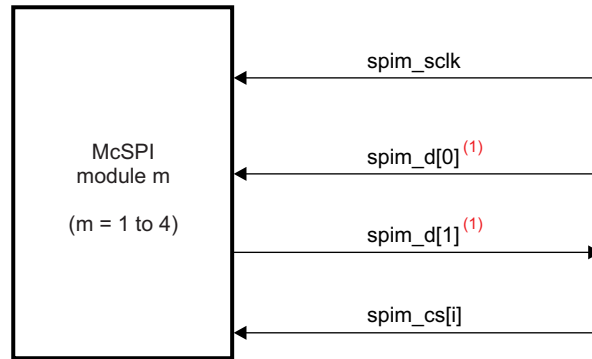 spim_sclk
McSPI
module m
(m = 1 to 4)
spim_d[0] (1)
spim_d[1] (1)
spim_cs[i]